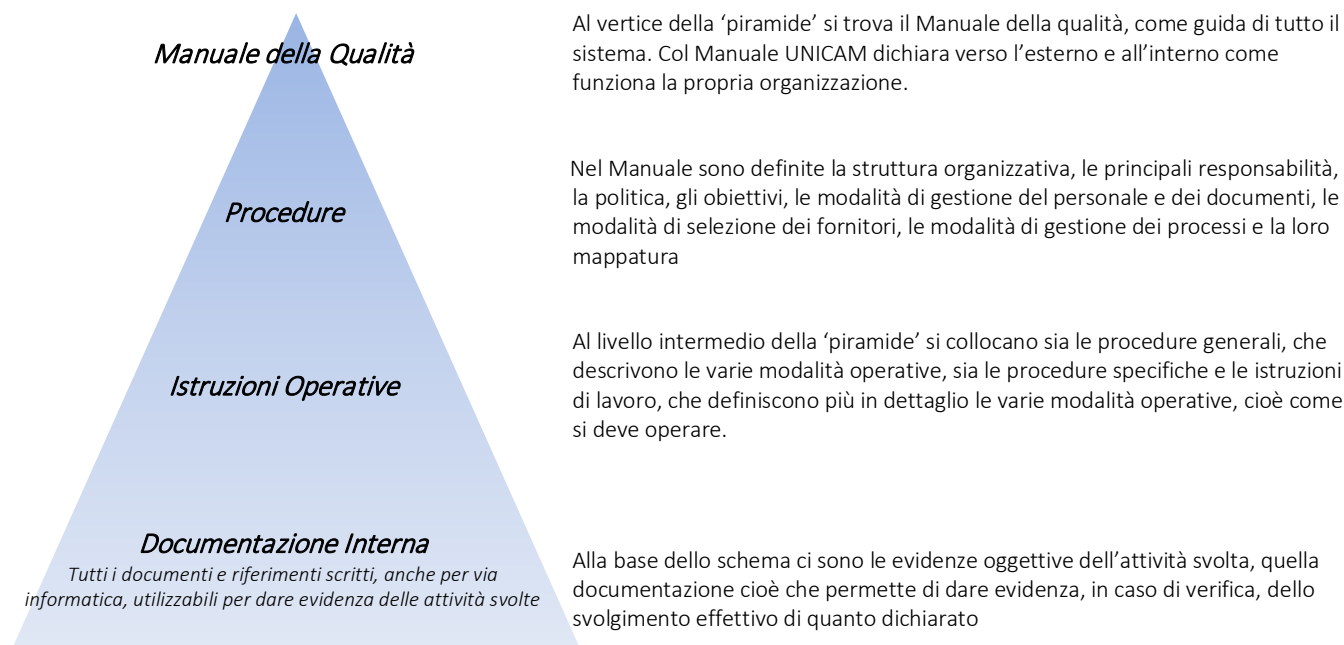 Manuale della Qualità
Al vertice della ‘piramide’ si trova il Manuale della qualità, come guida di tutto il
sistema. Col Manuale UNICAM dichiara verso l’esterno e all’interno come
funziona la propria organizzazione.
Procedure
Nel Manuale sono definite la struttura organizzativa, le principali responsabilità,
la politica, gli obiettivi, le modalità di gestione del personale e dei documenti, le
modalità di selezione dei fornitori, le modalità di gestione dei processi e la loro
mappatura
Istruzioni Operative
Al livello intermedio della ‘piramide’ si collocano sia le procedure generali, che
descrivono le varie modalità operative, sia le procedure specifiche e le istruzioni
di lavoro, che definiscono più in dettaglio le varie modalità operative, cioè come
si deve operare.
Documentazione Interna
Tutti i documenti e riferimenti scritti, anche per via
informatica, utilizzabili per dare evidenza delle attività svolte
Alla base dello schema ci sono le evidenze oggettive dell’attività svolta, quella
documentazione cioè che permette di dare evidenza, in caso di verifica, dello
svolgimento effettivo di quanto dichiarato